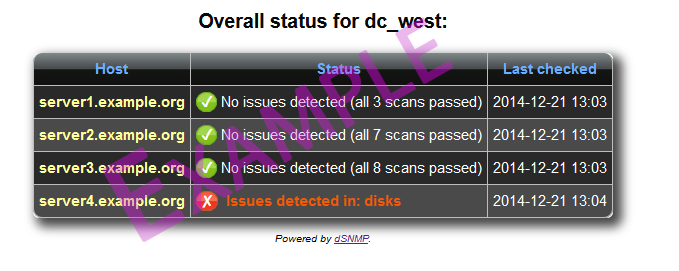 Overall status for dc_west:
Host Status Last checked
server1.example.org No issues detected (all 3 scans passed) 2014-12-21 13:03
server2.example.org No issues detected (all 7 scans passed) 2014-12-21 13:03
server3.example.org No issues detected (all 8 scans passed) 2014-12-21 13:03
server4.example.org Issues detected in: disks 2014-12-21 13:04
EXAMPLE
Powered by dSNMP.